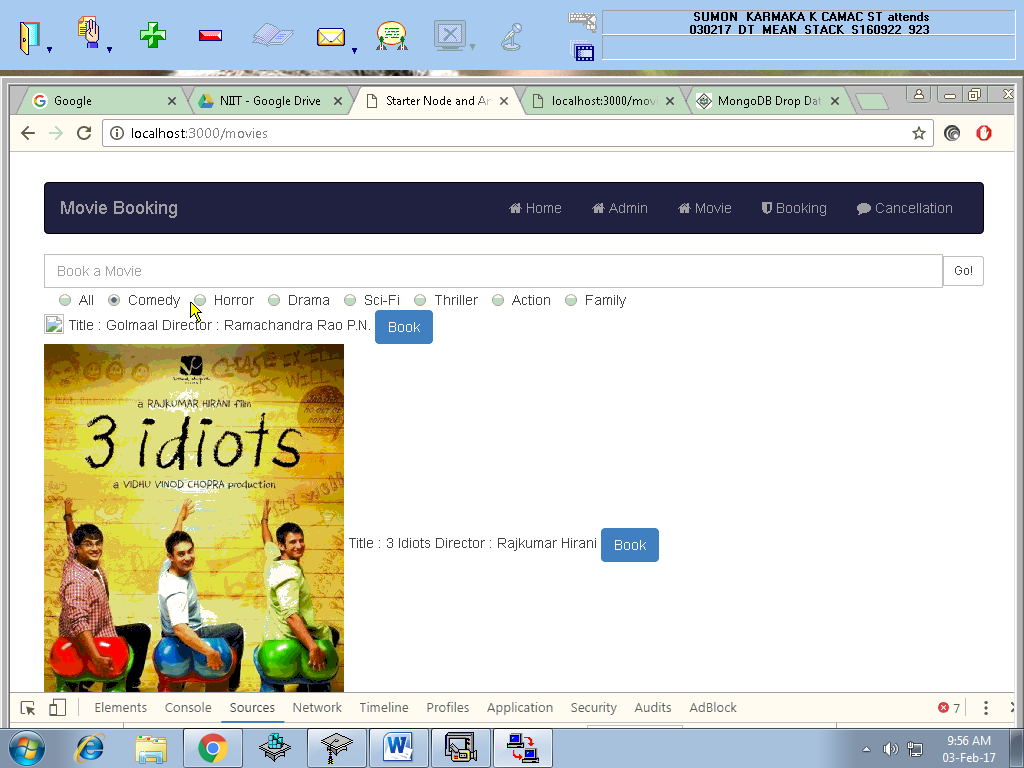 SUMON KARMAKA K CAMAC ST attends
030217 DT MEAN STACK S160922 923
Google
NIIT - Google Drive
Starter Node and An
localhost:3000/movi
MongoDB Drop Dat
localhost:3000/movies
Movie Booking
Home
Admin
Movie
Booking
Cancellation
Book a Movie
Go!
All Comedy Horror Drama Sci-Fi Thriller Action Family
Title : Golmaal Director : Ramachandra Rao P.N. Book
a RAJKUMAR HIRANI film
3 idiots
a VIDHU VINOD CHOPRA production
Title : 3 Idiots Director : Rajkumar Hirani Book
Elements Console Sources Network Timeline Profiles Application Security Audits AdBlock 7
9:56 AM
03-Feb-17